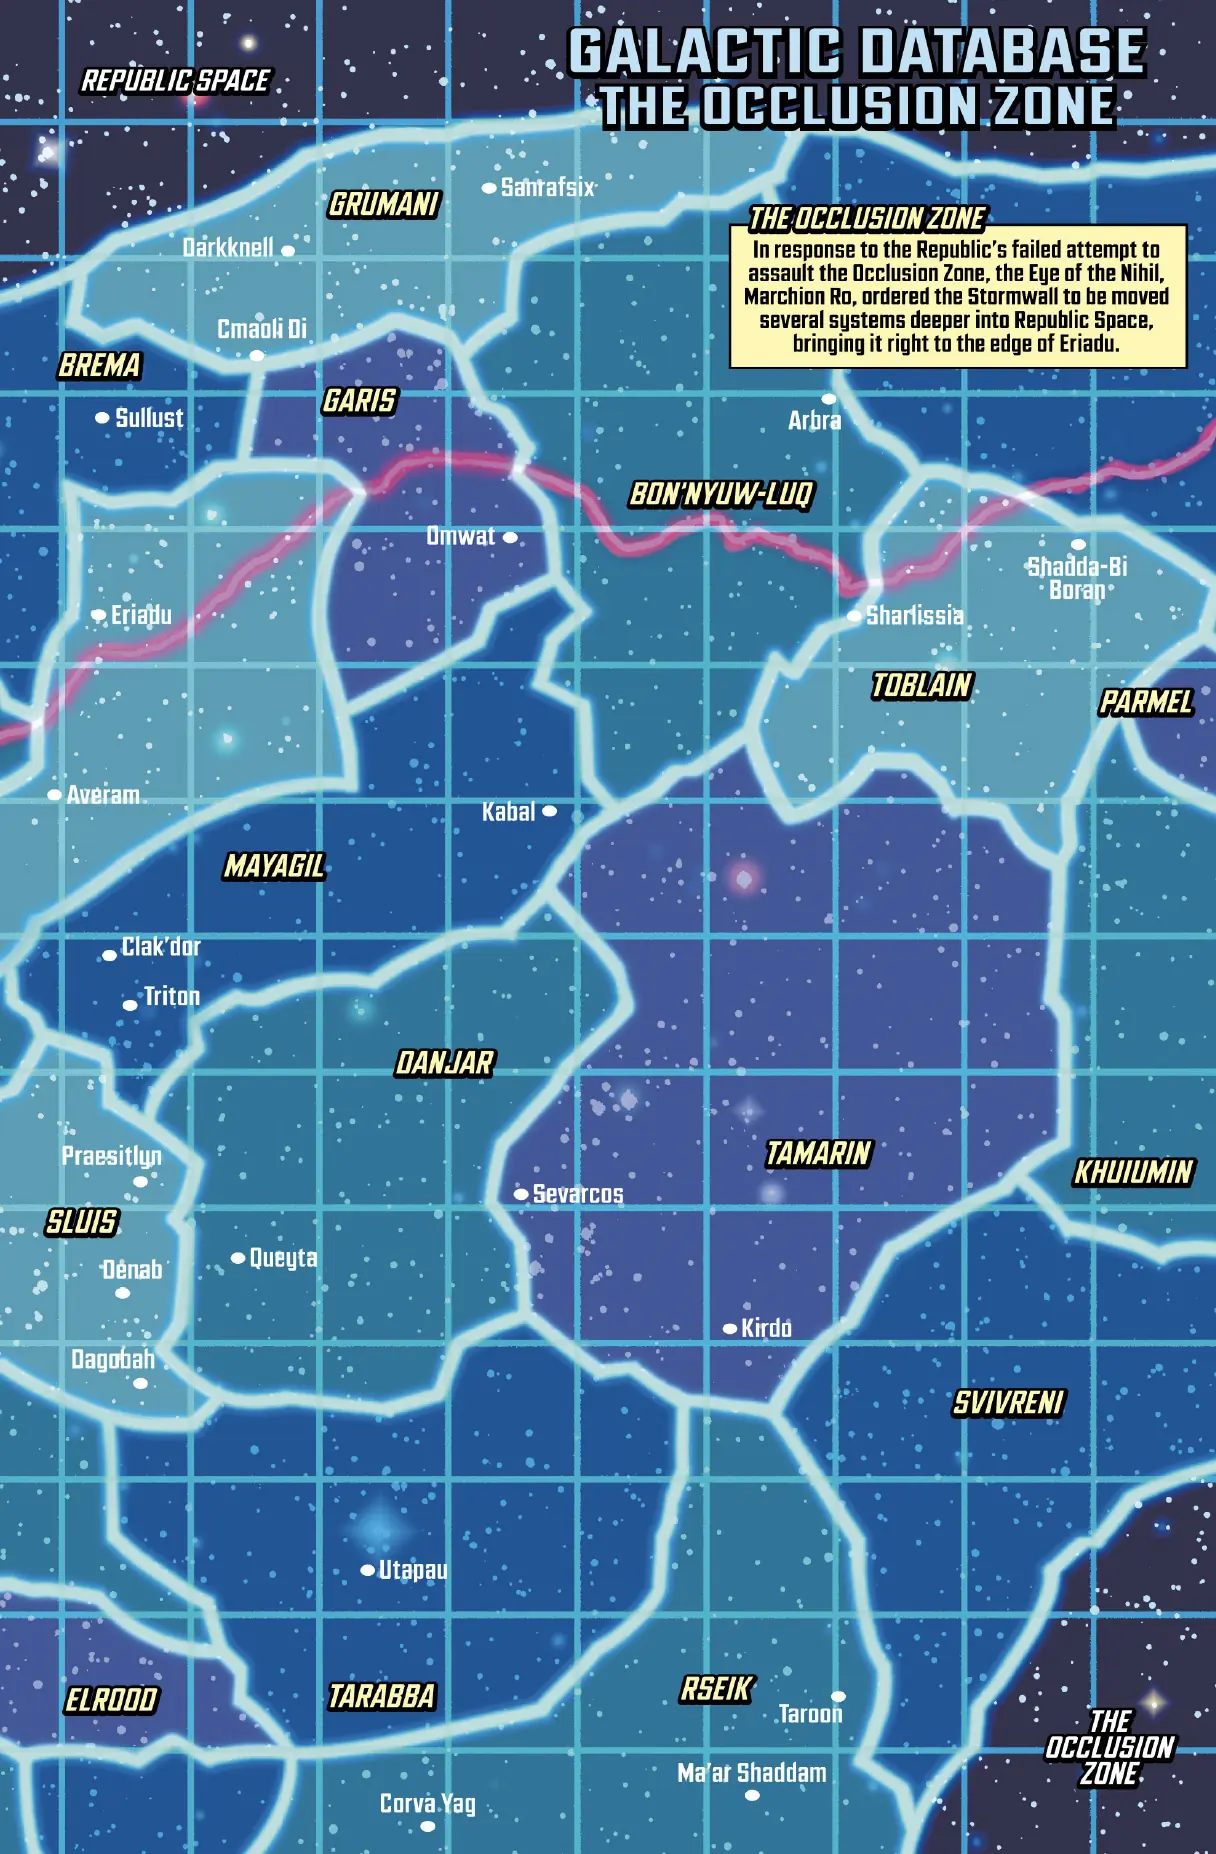 GALACTIC DATABASE
THE OCCLUSION ZONE
REPUBLIC SPACE
Sanrafsix
GRUMANI
Darkknell
THE OCCLUSION ZONE
In response to the Republic's failed attempt to
assault the Occlusion Zone, the Eye of the Nihil,
Marchion Ro, ordered the Stormwall to be moved
several systems deeper into Republic Space,
bringing it right to the edge of Eriadu.
Cmaoli Di
BREMA
GARIS
Sullust
Arbra
BON'NYUW-LUQ
Omwat
Shadda-Bi
Boran
Eriadu
Sharlissia
TOBLAIN
PARMEL
Averam
Kabal
MAYAGIL
Clak'dor
Triton
DANJAR
Praesitlyn
TAMARIN
KHUIUMIN
Sevarcos
SLUIS
Queyta
Denab
Kirdo
Dagobah
SVIVRENI
Utapau
ELROOD
TARABBA
RSEIK
Taroon
THE
OCCLUSION
ZONE
Ma'ar Shaddam
Corva Yag